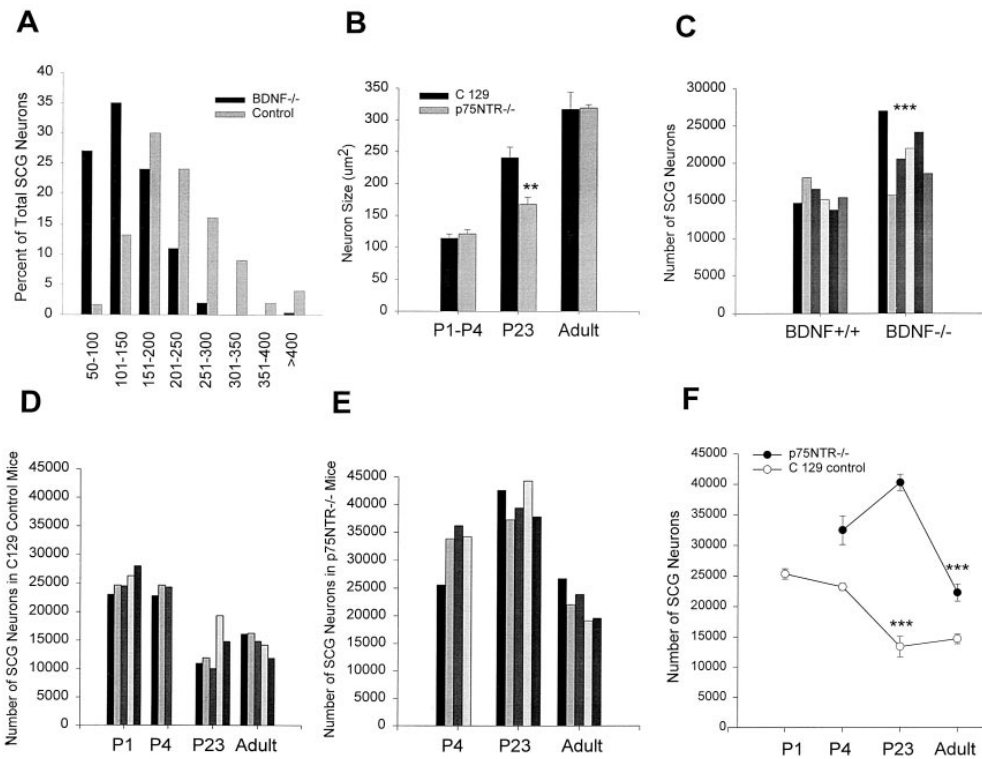 A
Percent of Total SCG Neurons
40
35
30
25
20
15
10
5
0
BDNF-/-
Control
50-100
101-150
151-200
201-250
251-300
301-350
351-400
>400
B
Neuron Size (um²)
350
300
250
200
150
100
50
0
C 129
p75NTR-/-
**
P1-P4
P23
Adult
C
Number of SCG Neurons
30000
25000
20000
15000
10000
5000
0
***
BDNF+/+
BDNF-/-
D
Number of SCG Neurons in C129 Control Mice
45000
40000
35000
30000
25000
20000
15000
10000
5000
0
P1
P4
P23
Adult
E
Number of SCG Neurons in p75NTR-/- Mice
45000
40000
35000
30000
25000
20000
15000
10000
5000
0
P4
P23
Adult
F
Number of SCG Neurons
45000
40000
35000
30000
25000
20000
15000
10000
5000
0
p75NTR-/-
C 129 control
***
***
P1
P4
P23
Adult